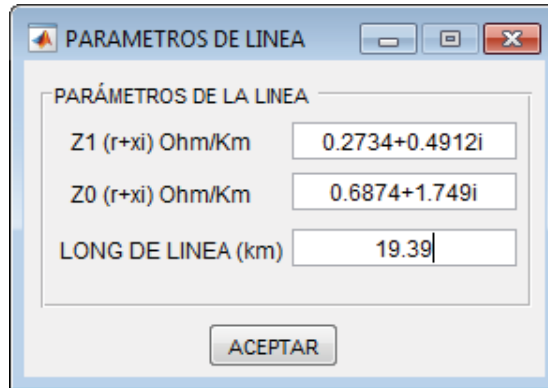 PARAMETROS DE LINEA
PARÁMETROS DE LA LINEA
Z1 (r+xi) Ohm/Km 0.2734+0.4912i
Z0 (r+xi) Ohm/Km 0.6874+1.749i
LONG DE LINEA (km) 19.39
ACEPTAR